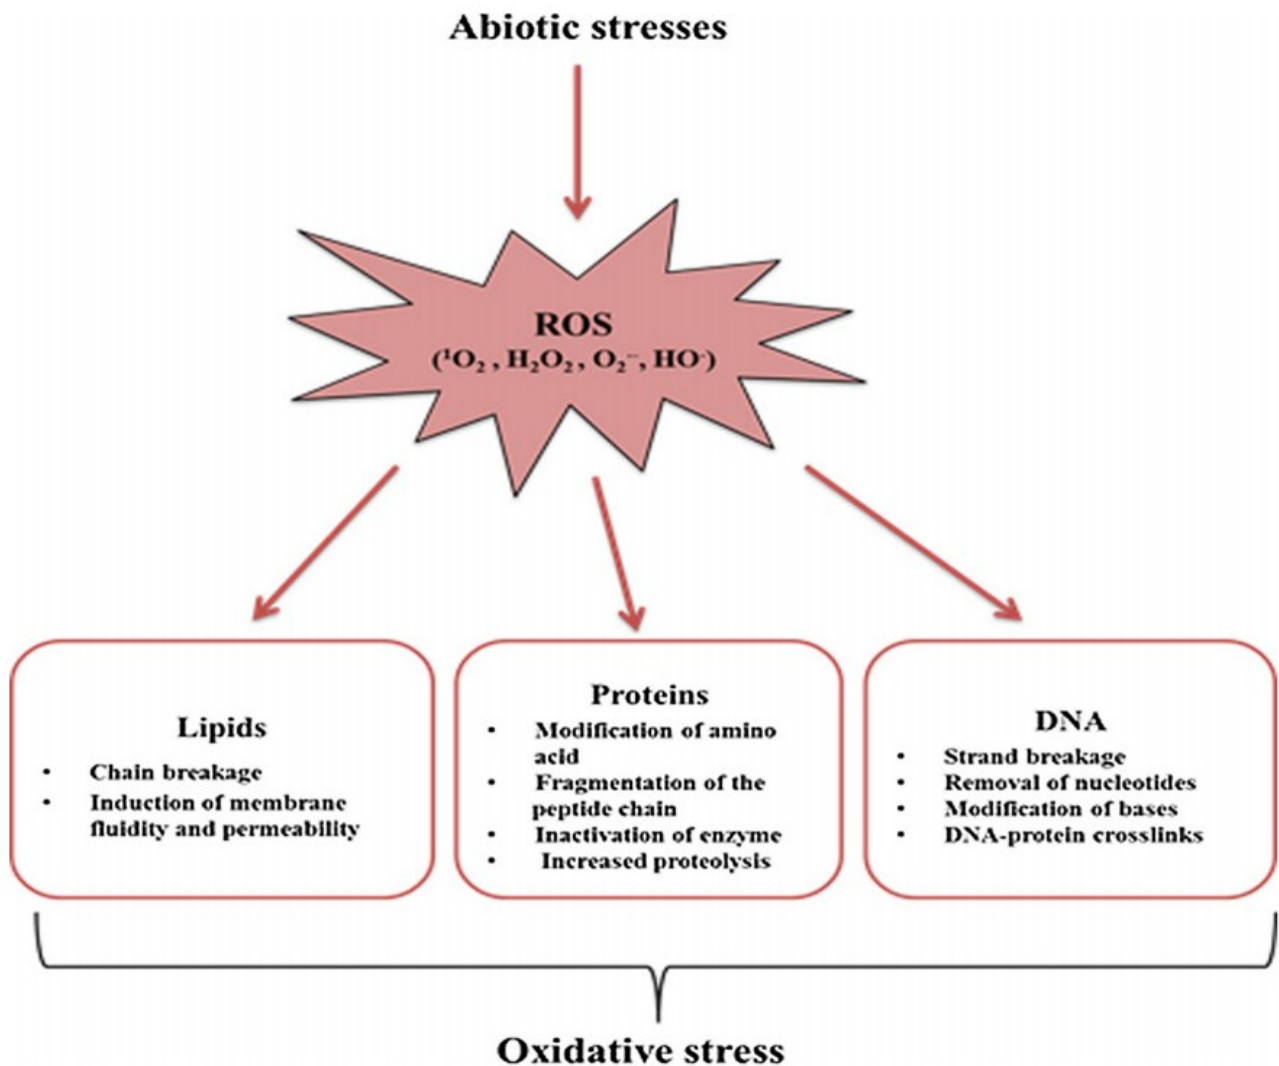 Abiotic stresses
ROS
(¹O₂ , H₂O₂ , O₂˙⁻, HO·)
Lipids
• Chain breakage
• Induction of membrane
fluidity and permeability
Proteins
• Modification of amino
acid
• Fragmentation of the
peptide chain
• Inactivation of enzyme
• Increased proteolysis
DNA
• Strand breakage
• Removal of nucleotides
• Modification of bases
• DNA-protein crosslinks
Oxidative stress